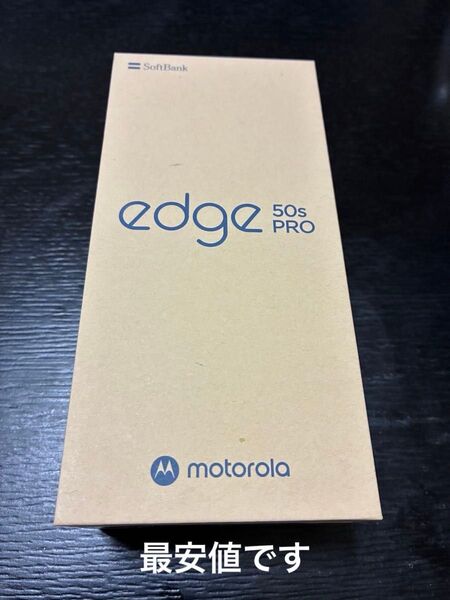 SoftBank
edge 50s PRO
motorola
最安値です